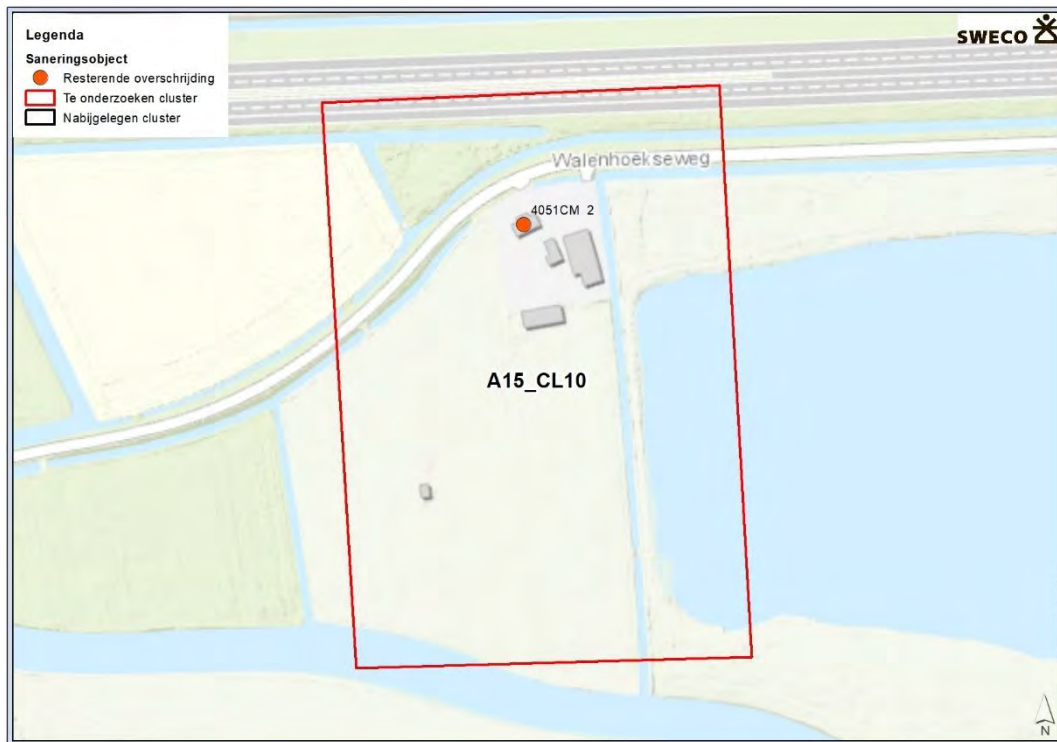 Legenda
Saneringsobject
Resterende overschrijding
Te onderzoeken cluster
Nabijgelegen cluster
SWECO
Walenhoekseweg
4051CM 2
A15_CL10
N